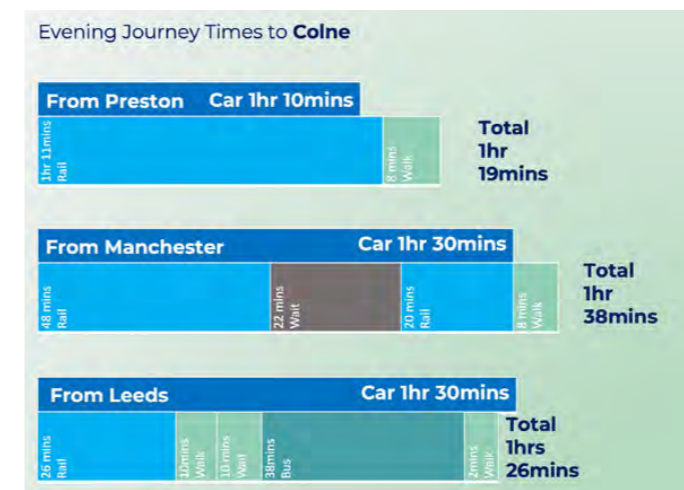 Evening Journey Times to Colne
From Preston Car 1hr 10mins
1hr 11mins
Rail
8 mins
Walk
Total
1hr
19mins
From Manchester Car 1hr 30mins
48 mins
Rail
22 mins
Wait
20 mins
Rail
8 mins
Walk
Total
1hr
38mins
From Leeds Car 1hr 30mins
26 mins
Rail
10mins
Walk
10 mins
Wait
38mins
Bus
2mins
Walk
Total
1hrs
26mins